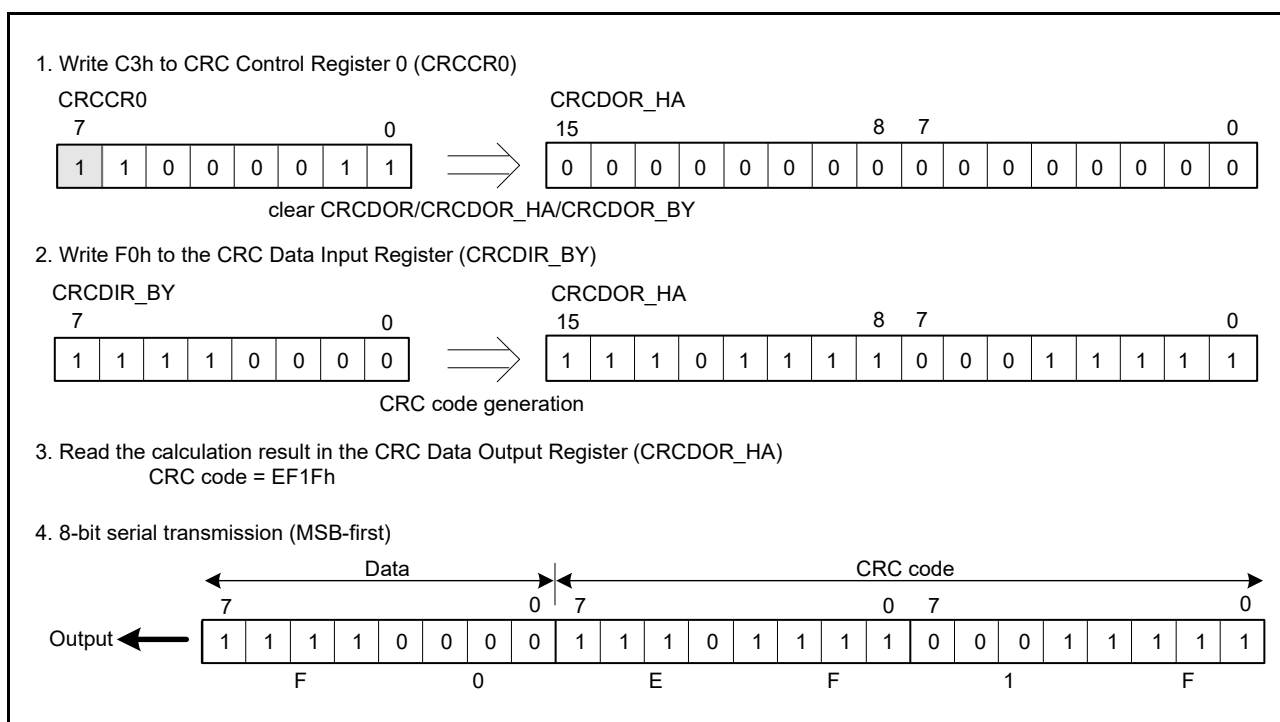 1. Write C3h to CRC Control Register 0 (CRCCR0)
CRCCR0 CRCDOR_HA
7 0 15 8 7 0
1 1 0 0 0 0 1 1 0 0 0 0 0 0 0 0 0 0 0 0 0 0 0 0
clear CRCDOR/CRCDOR_HA/CRCDOR_BY
2. Write F0h to the CRC Data Input Register (CRCDIR_BY)
CRCDIR_BY CRCDOR_HA
7 0 15 8 7 0
1 1 1 1 0 0 0 0 1 1 1 0 1 1 1 1 0 0 0 1 1 1 1 1
CRC code generation
3. Read the calculation result in the CRC Data Output Register (CRCDOR_HA)
CRC code = EF1Fh
4. 8-bit serial transmission (MSB-first)
Data CRC code
7 0 7 0 7 0
Output 1 1 1 1 0 0 0 0 1 1 1 0 1 1 1 1 0 0 0 1 1 1 1 1
F 0 E F 1 F